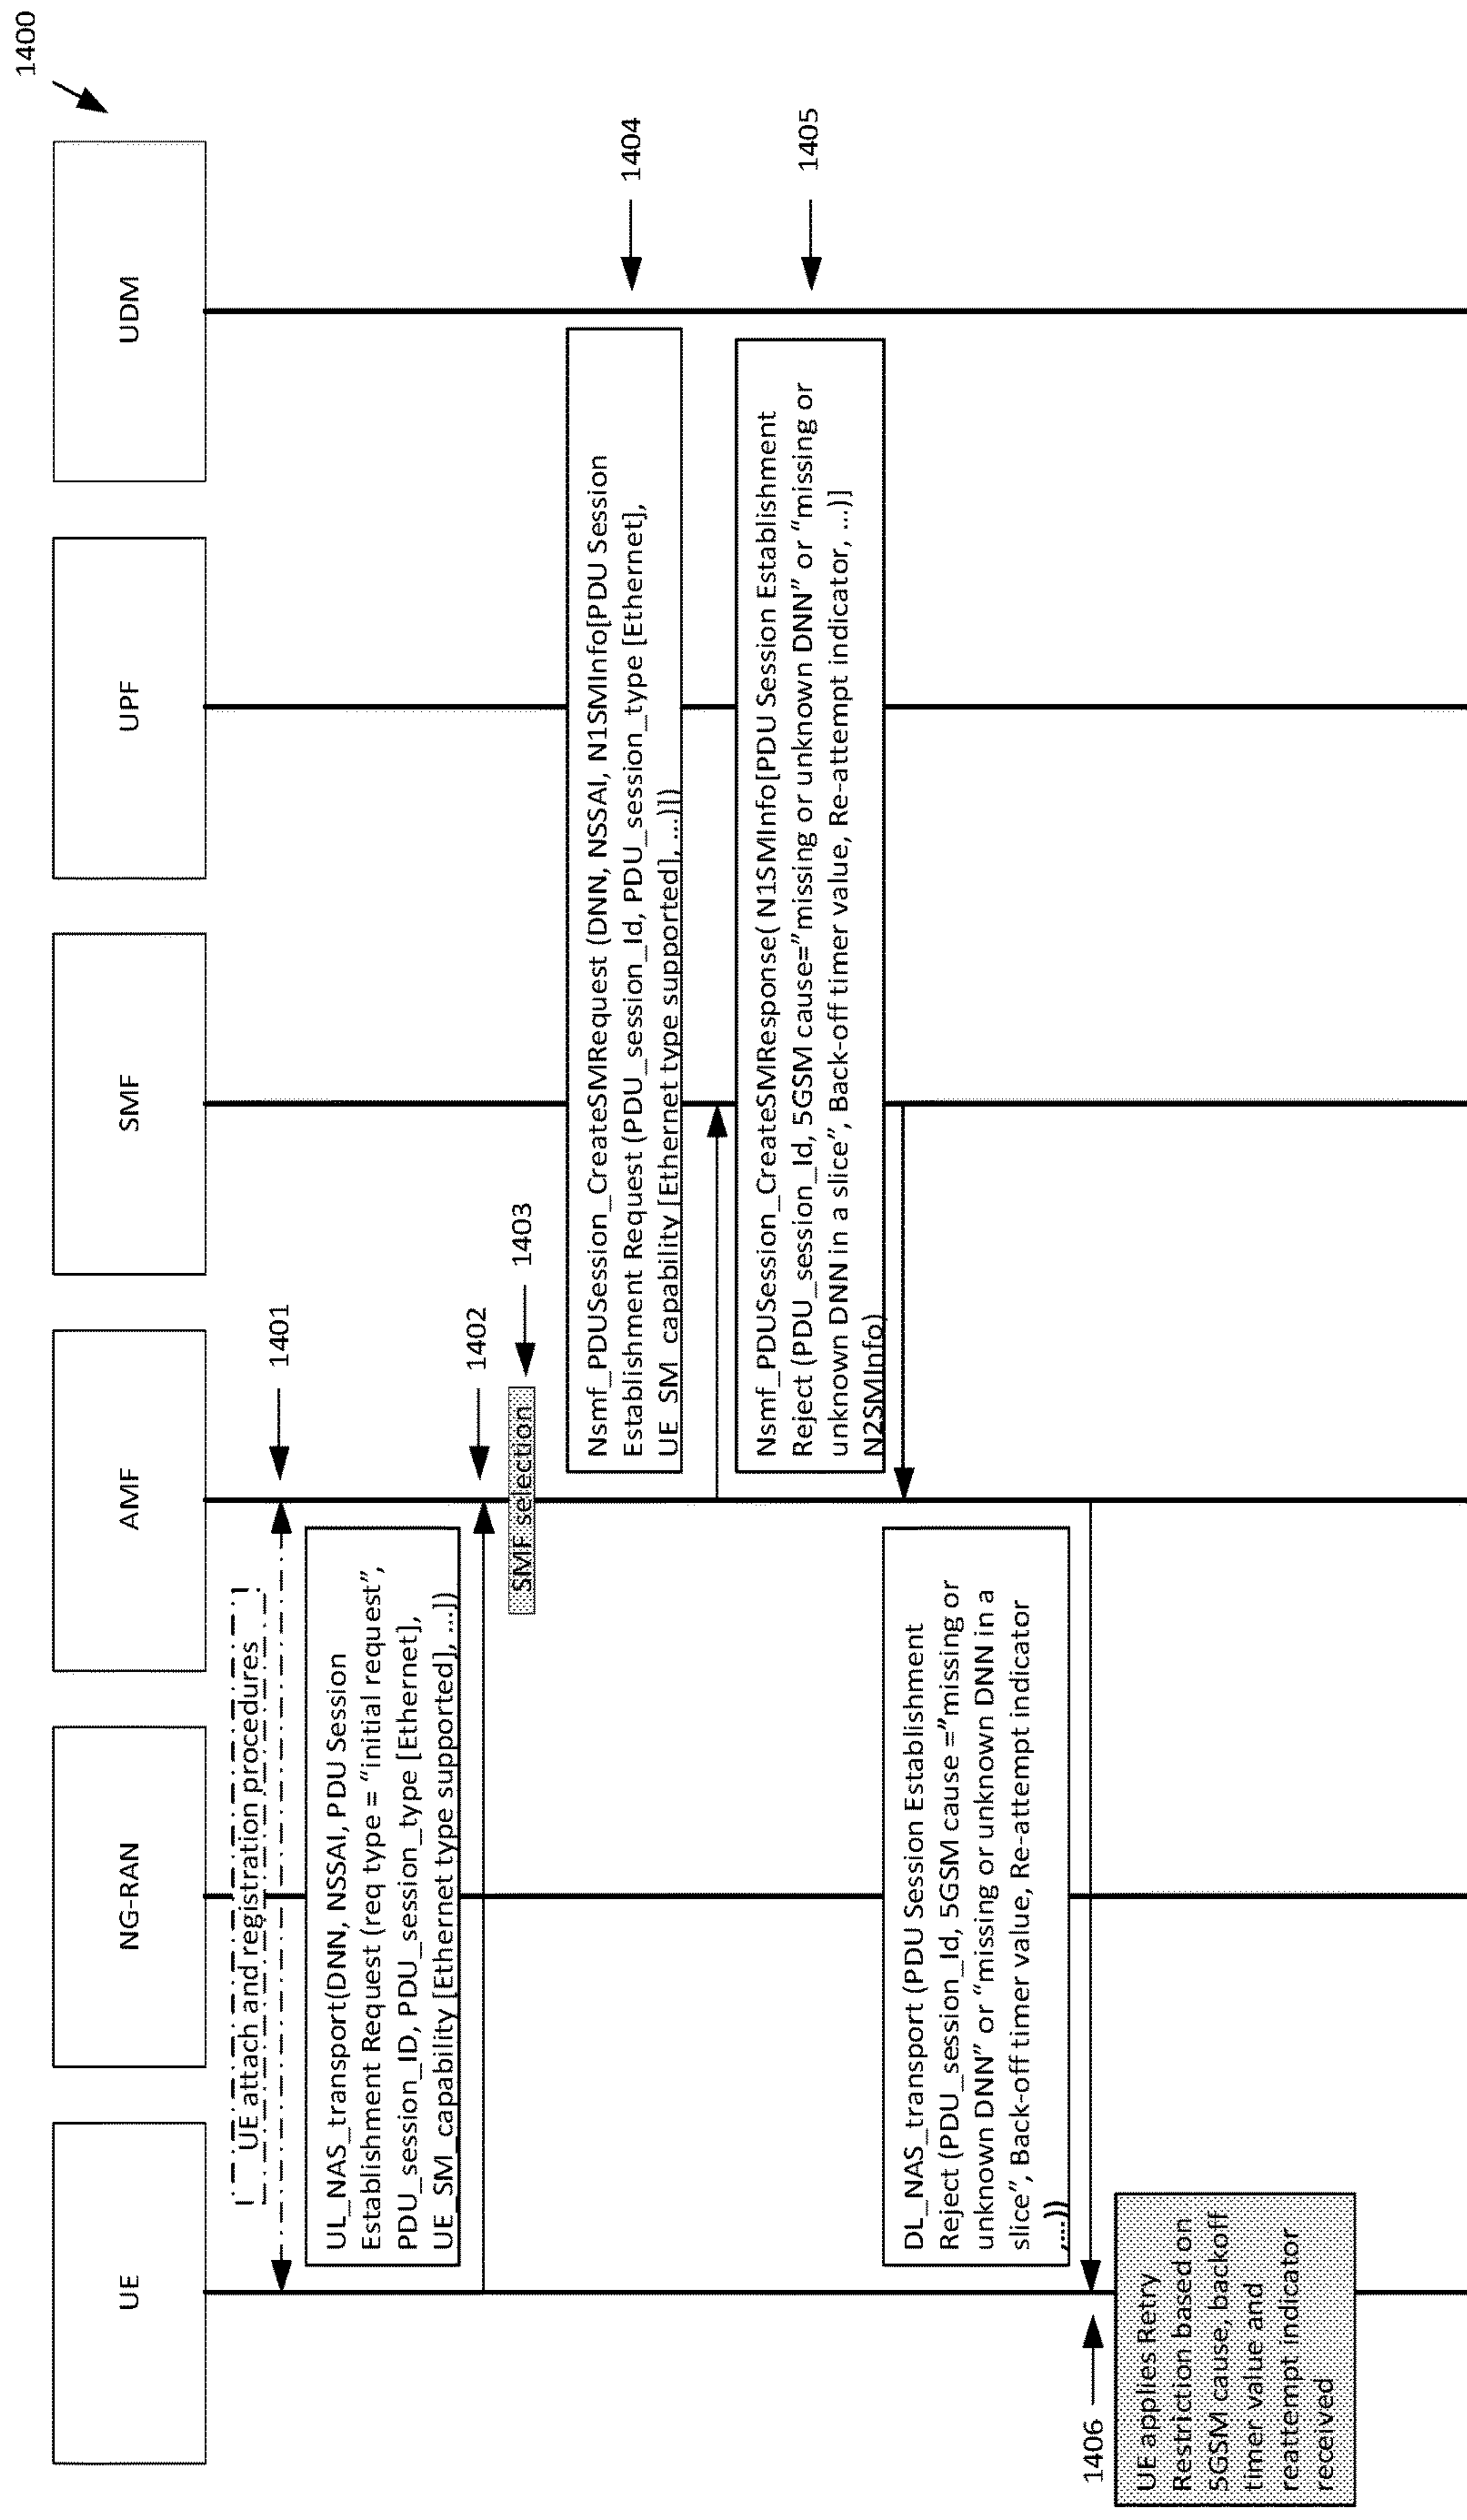 1400
UE
NG-RAN
AMF
SMF
UPF
UDM
UE attach and registration procedures
1401
UL_NAS_transport(DNN, NSSAI, PDU Session
Establishment Request (req type = “initial request”,
PDU_session_ID, PDU_session_type [Ethernet],
UE_SM_capability [Ethernet type supported], ...])
1402
SMF selection
1403
Nsmf_PDUSession_CreateSMRequest (DNN, NSSAI, N1SMInfo[PDU Session
Establishment Request (PDU_session_Id, PDU_session_type [Ethernet],
UE_SM_capability [Ethernet type supported], ...)])
1404
Nsmf_PDUSession_CreateSMResponse( N1SMInfo[PDU Session Establishment
Reject (PDU_session_Id, 5GSM cause=”missing or unknown DNN” or “missing or
unknown DNN in a slice”, Back-off timer value, Re-attempt indicator, ...)]
N2SMInfo)
1405
DL_NAS_transport (PDU Session Establishment
Reject (PDU_session_Id, 5GSM cause =”missing or
unknown DNN” or “missing or unknown DNN in a
slice”, Back-off timer value, Re-attempt indicator
,...))
1406
UE applies Retry
Restriction based on
5GSM cause, backoff
timer value and
reattempt indicator
received